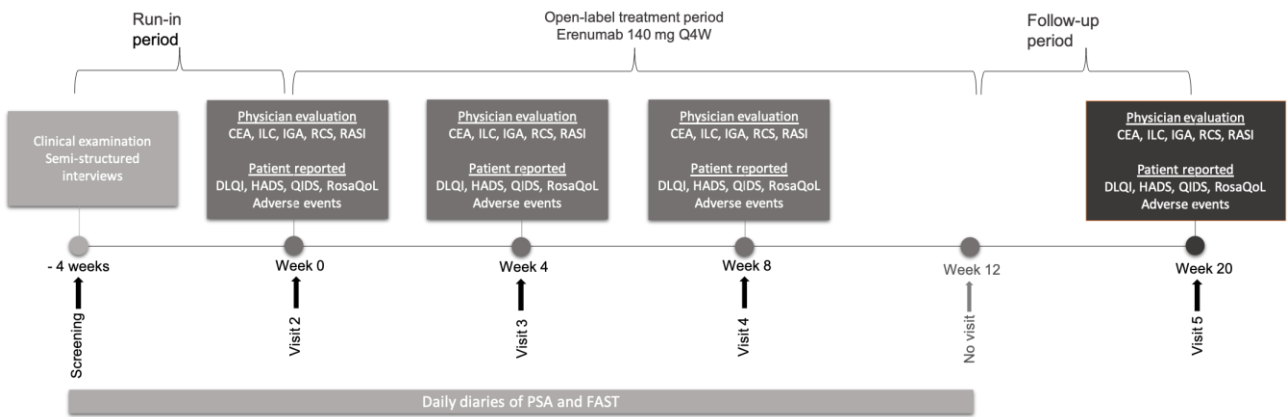 Run-in
period
Open-label treatment period
Erenumab 140 mg Q4W
Follow-up
period
Clinical examination
Semi-structured
interviews
Physician evaluation
CEA, ILC, IGA, RCS, RASI
Patient reported
DLQI, HADS, QIDS, RosaQoL
Adverse events
Physician evaluation
CEA, ILC, IGA, RCS, RASI
Patient reported
DLQI, HADS, QIDS, RosaQoL
Adverse events
Physician evaluation
CEA, ILC, IGA, RCS, RASI
Patient reported
DLQI, HADS, QIDS, RosaQoL
Adverse events
Physician evaluation
CEA, ILC, IGA, RCS, RASI
Patient reported
DLQI, HADS, QIDS, RosaQoL
Adverse events
- 4 weeks
Week 0
Week 4
Week 8
Week 12
Week 20
Screening
Visit 2
Visit 3
Visit 4
No visit
Visit 5
Daily diaries of PSA and FAST